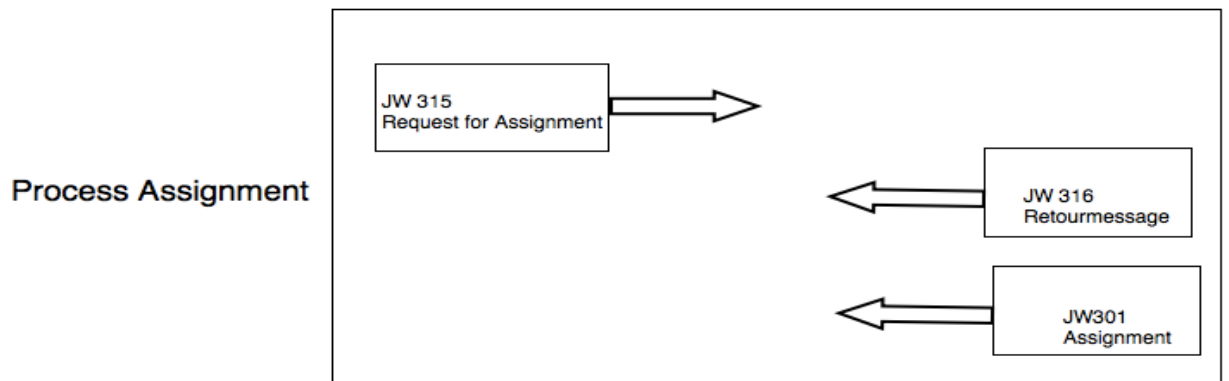 JW 315
Request for Assignment
Process Assignment
JW 316
Retourmessage
JW301
Assignment